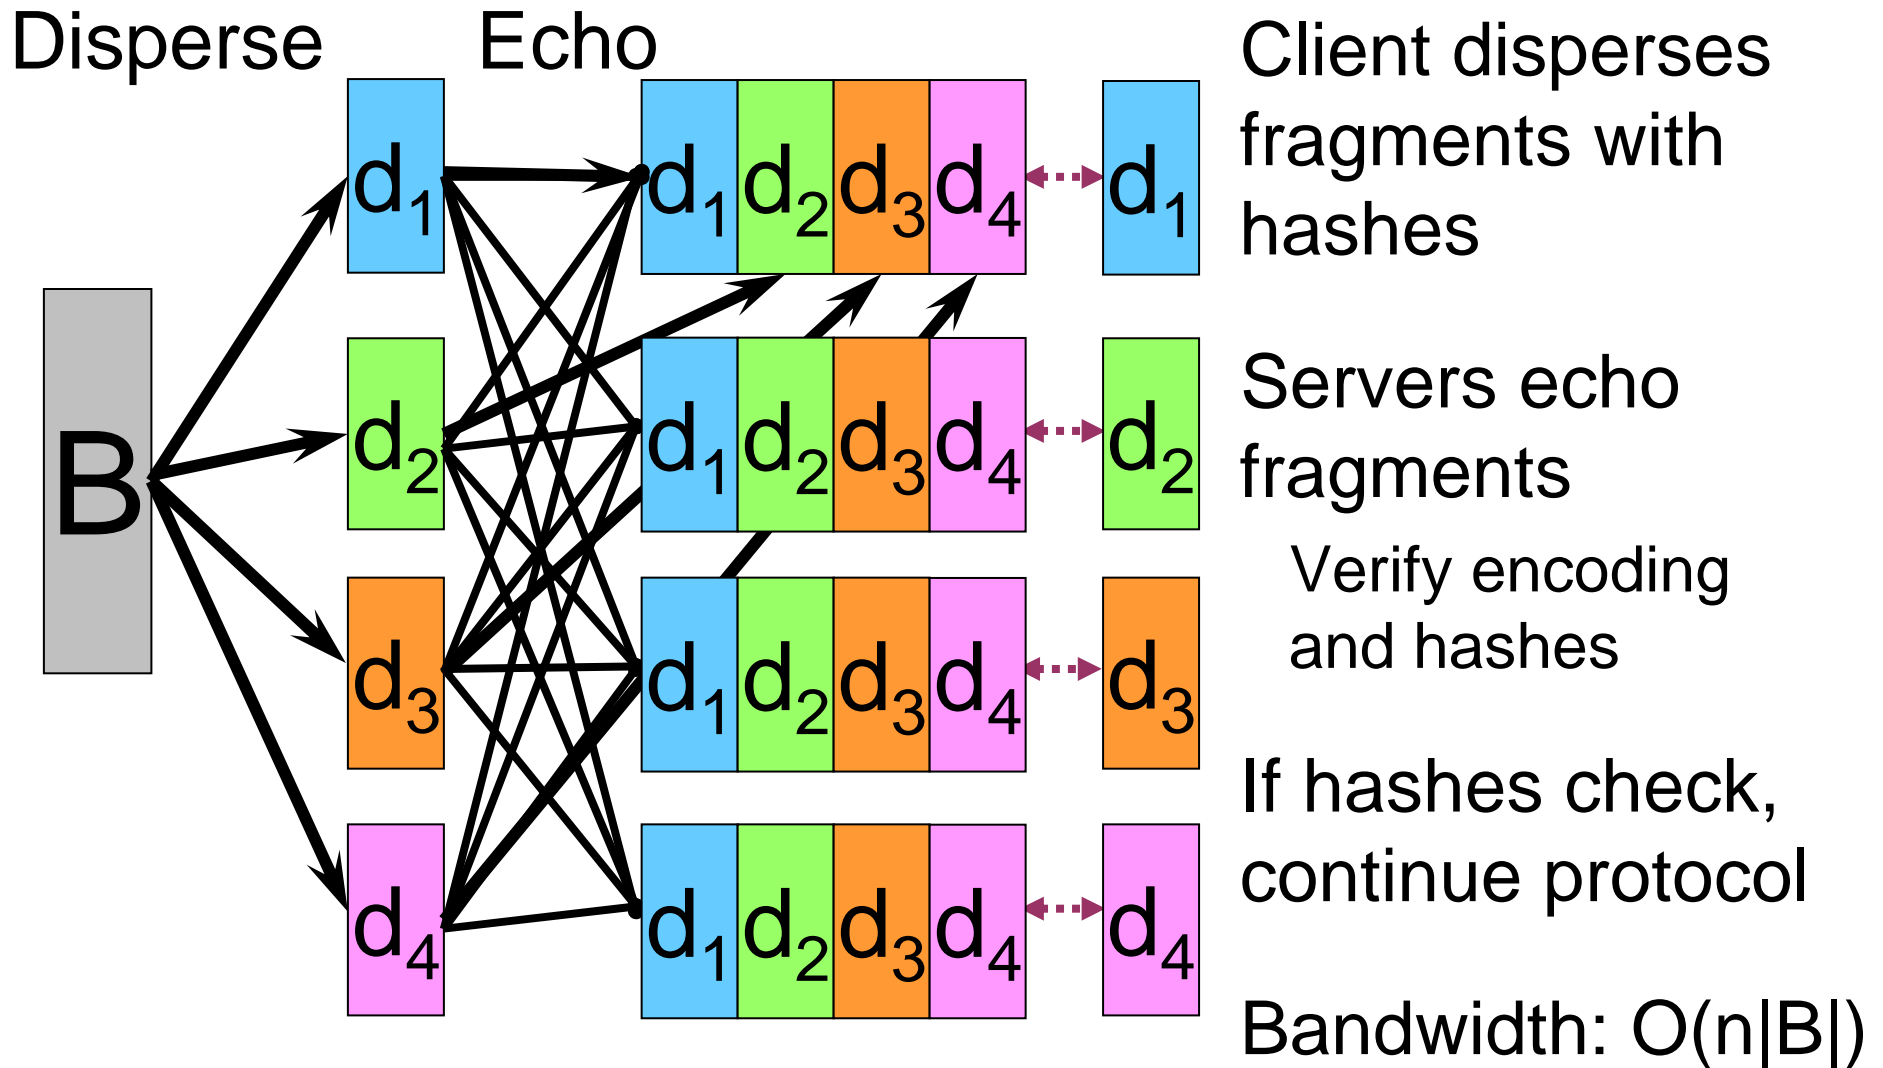 Disperse Echo
Client disperses
fragments with
hashes
d1 d1 d2 d3 d4 d1
B
d2 d1 d2 d3 d4 d2
Servers echo
fragments
Verify encoding
and hashes
d3 d1 d2 d3 d4 d3
If hashes check,
continue protocol
d4 d1 d2 d3 d4 d4
Bandwidth: O(n|B|)